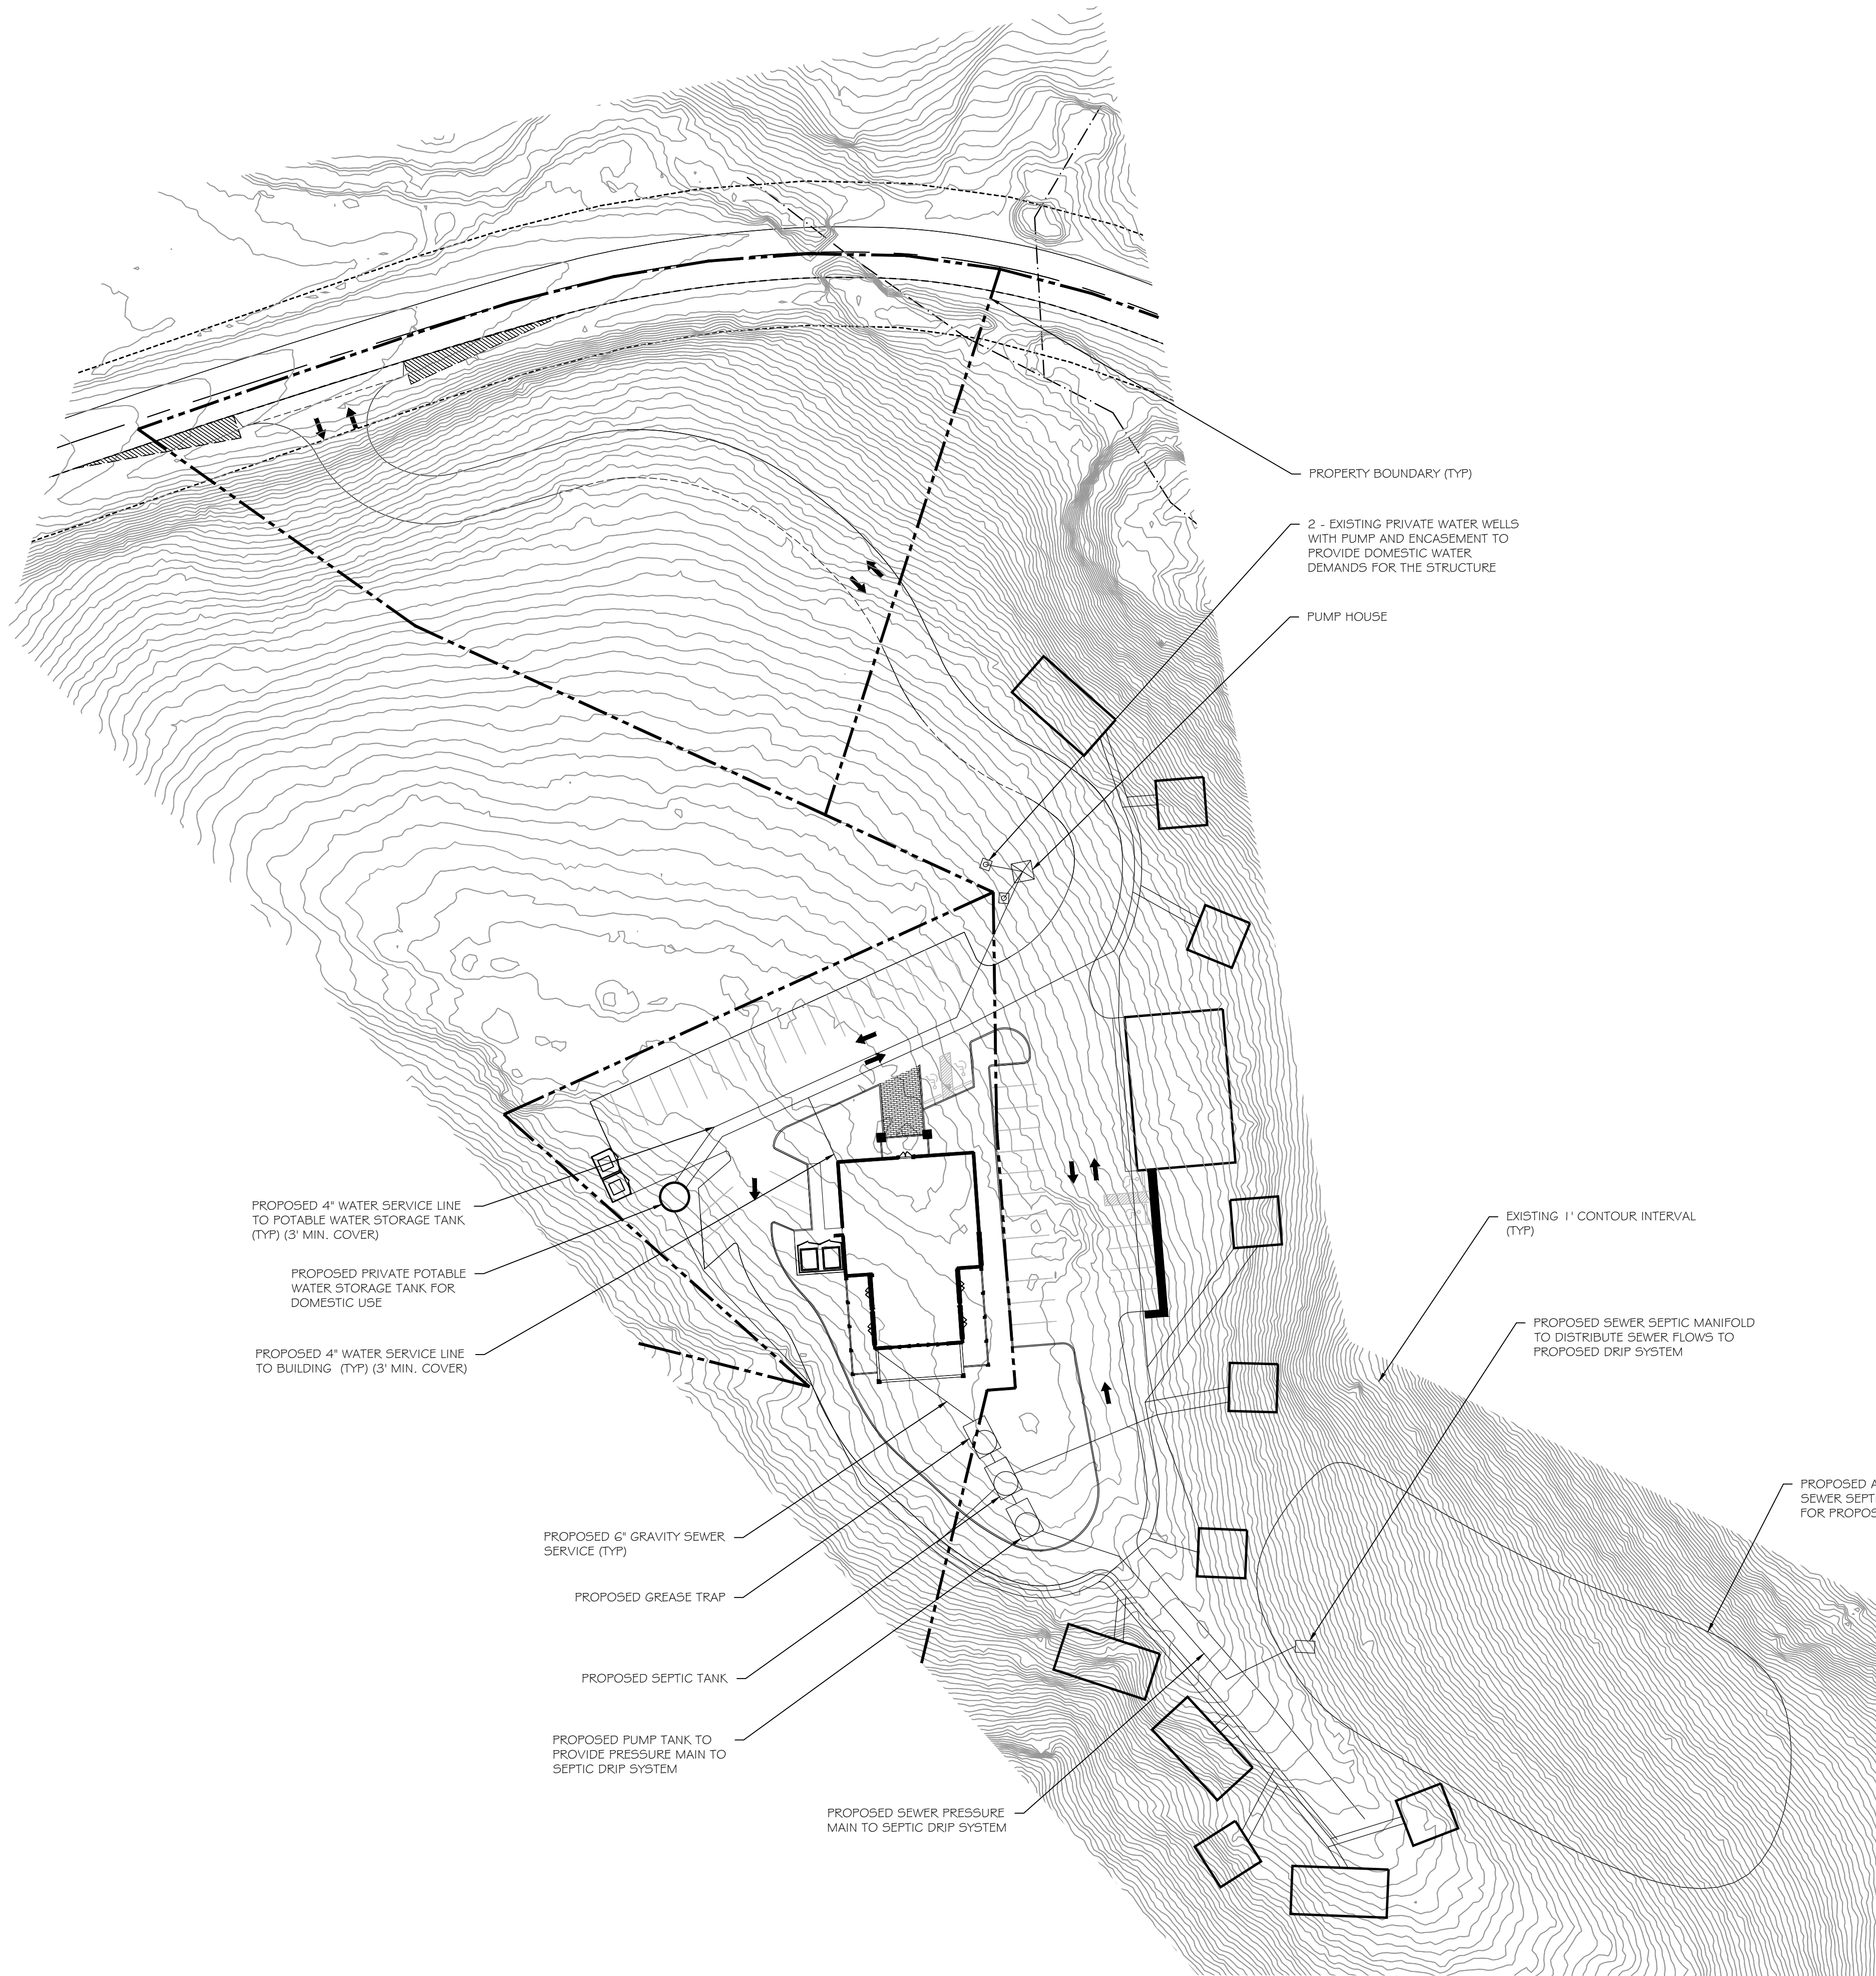 PROPERTY BOUNDARY (TYP)
2 - EXISTING PRIVATE WATER WELLS
WITH PUMP AND ENCASEMENT TO
PROVIDE DOMESTIC WATER
DEMANDS FOR THE STRUCTURE
PUMP HOUSE
PROPOSED 4" WATER SERVICE LINE
TO POTABLE WATER STORAGE TANK
(TYP) (3' MIN. COVER)
PROPOSED PRIVATE POTABLE
WATER STORAGE TANK FOR
DOMESTIC USE
PROPOSED 4" WATER SERVICE LINE
TO BUILDING (TYP) (3' MIN. COVER)
EXISTING 1' CONTOUR INTERVAL
(TYP)
PROPOSED SEWER SEPTIC MANIFOLD
TO DISTRIBUTE SEWER FLOWS TO
PROPOSED DRIP SYSTEM
PROPOSED A
SEWER SEPT
FOR PROPOS
PROPOSED 6" GRAVITY SEWER
SERVICE (TYP)
PROPOSED GREASE TRAP
PROPOSED SEPTIC TANK
PROPOSED PUMP TANK TO
PROVIDE PRESSURE MAIN TO
SEPTIC DRIP SYSTEM
PROPOSED SEWER PRESSURE
MAIN TO SEPTIC DRIP SYSTEM